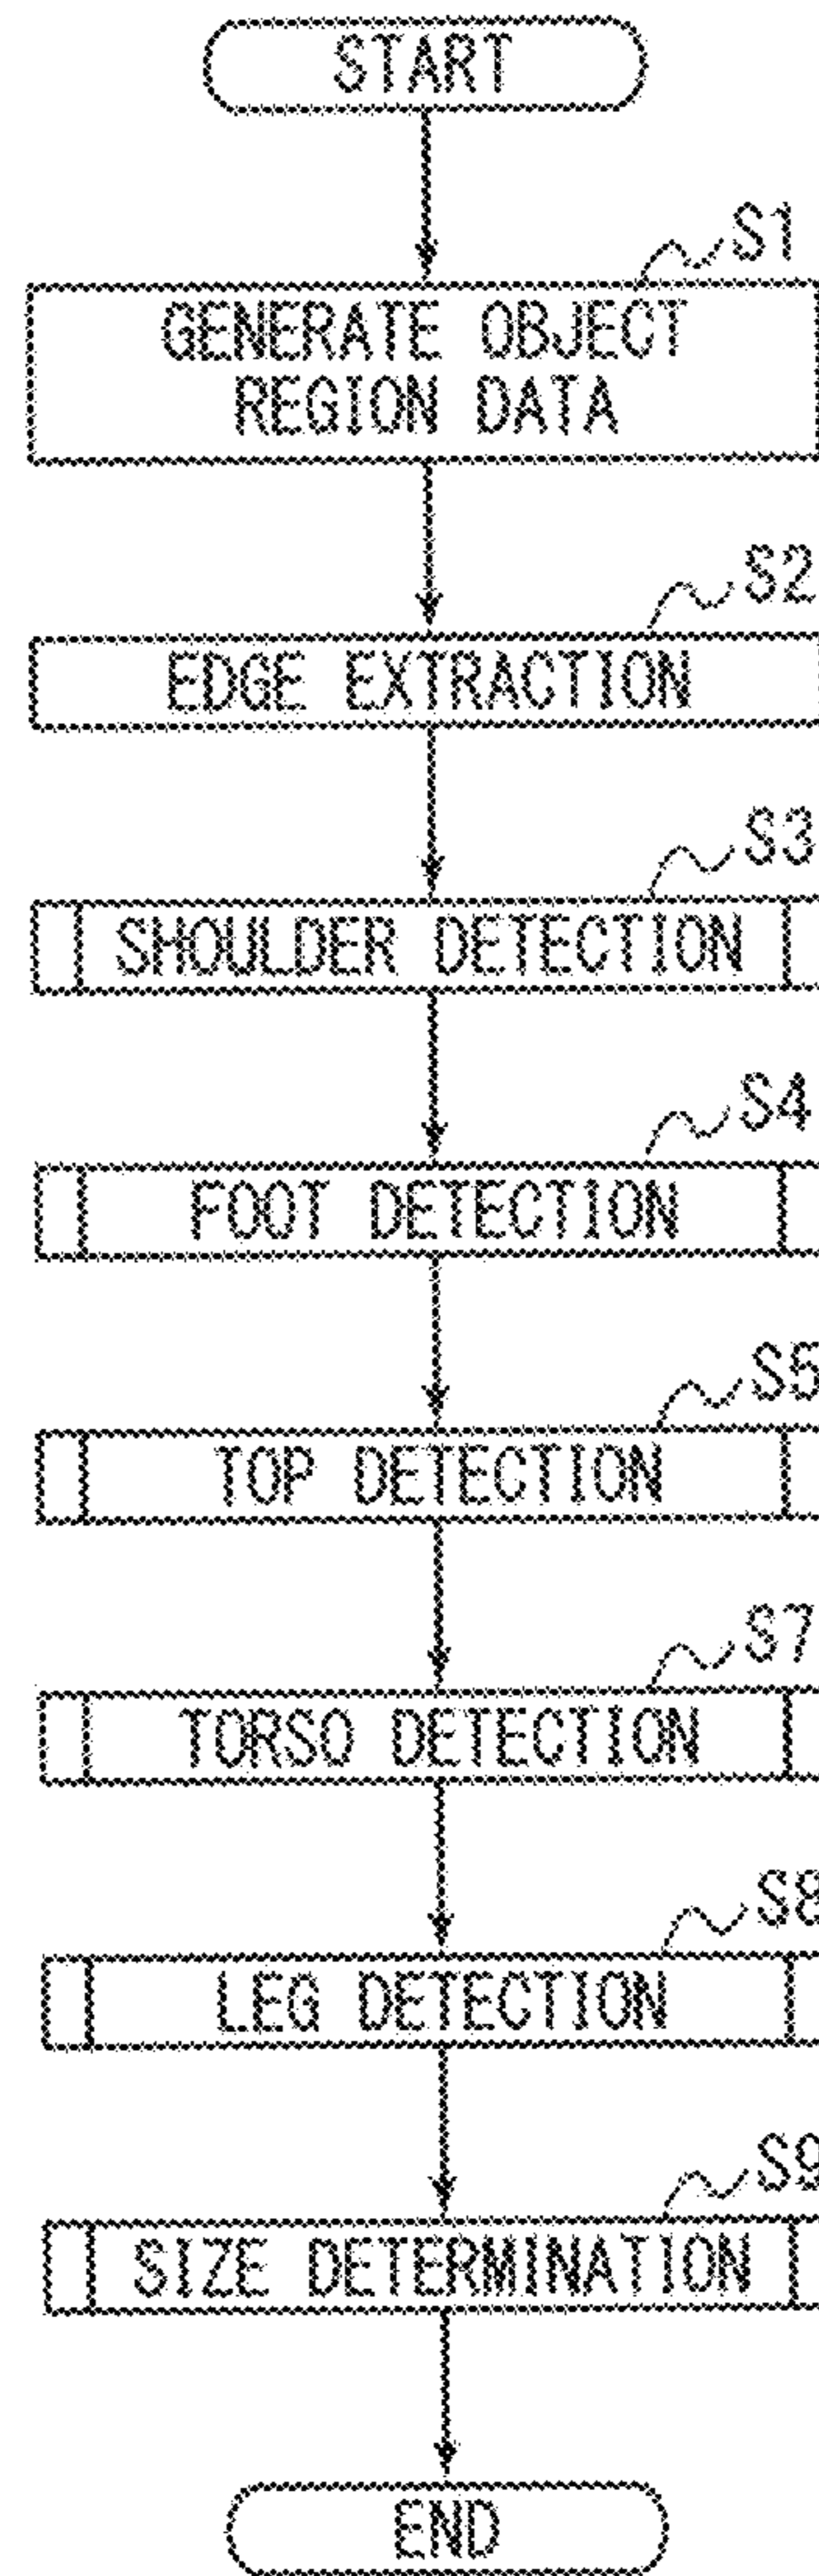 START
S1
GENERATE OBJECT
REGION DATA
S2
EDGE EXTRACTION
S3
SHOULDER DETECTION
S4
FOOT DETECTION
S5
TOP DETECTION
S7
TORSO DETECTION
S8
LEG DETECTION
S9
SIZE DETERMINATION
END